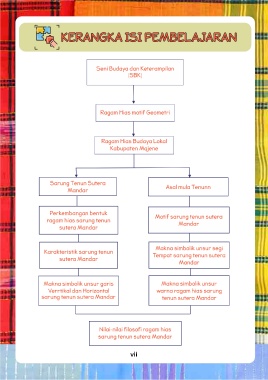 KERANGKA ISI PEMBELAJARAN
Seni Budaya dan Keterampilan
(SBK)
Ragam Hias motif Geometri
Ragam Hias Budaya Lokal
Kabupaten Majene
Sarung Tenun Sutera
Mandar
Asal mula Tenunn
Perkembangan bentuk
ragam hias sarung tenun
sutera Mandar
Motif sarung tenun sutera
Mandar
Karakteristik sarung tenun
sutera Mandar
Makna simbolik unsur segi
Tempat sarung tenun sutera
Mandar
Makna simbolik unsur garis
Verritikal dan Horizontal
sarung tenun sutera Mandar
Makna simbolik unsur
warna ragam hias sarung
tenun sutera Mandar
Nilai-nilai filosofi ragam hias
sarung tenun sutera Mandar
vii